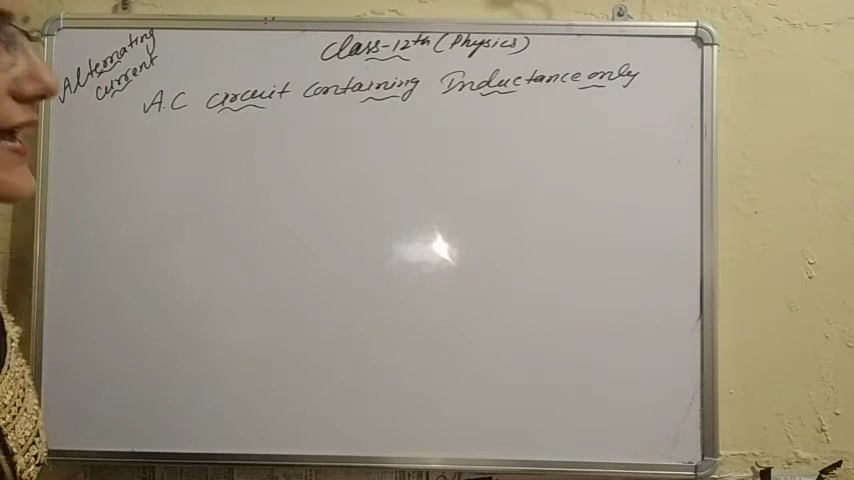 Alternating
current
Class-12th (Physics)
A.C circuit containing Inductance only